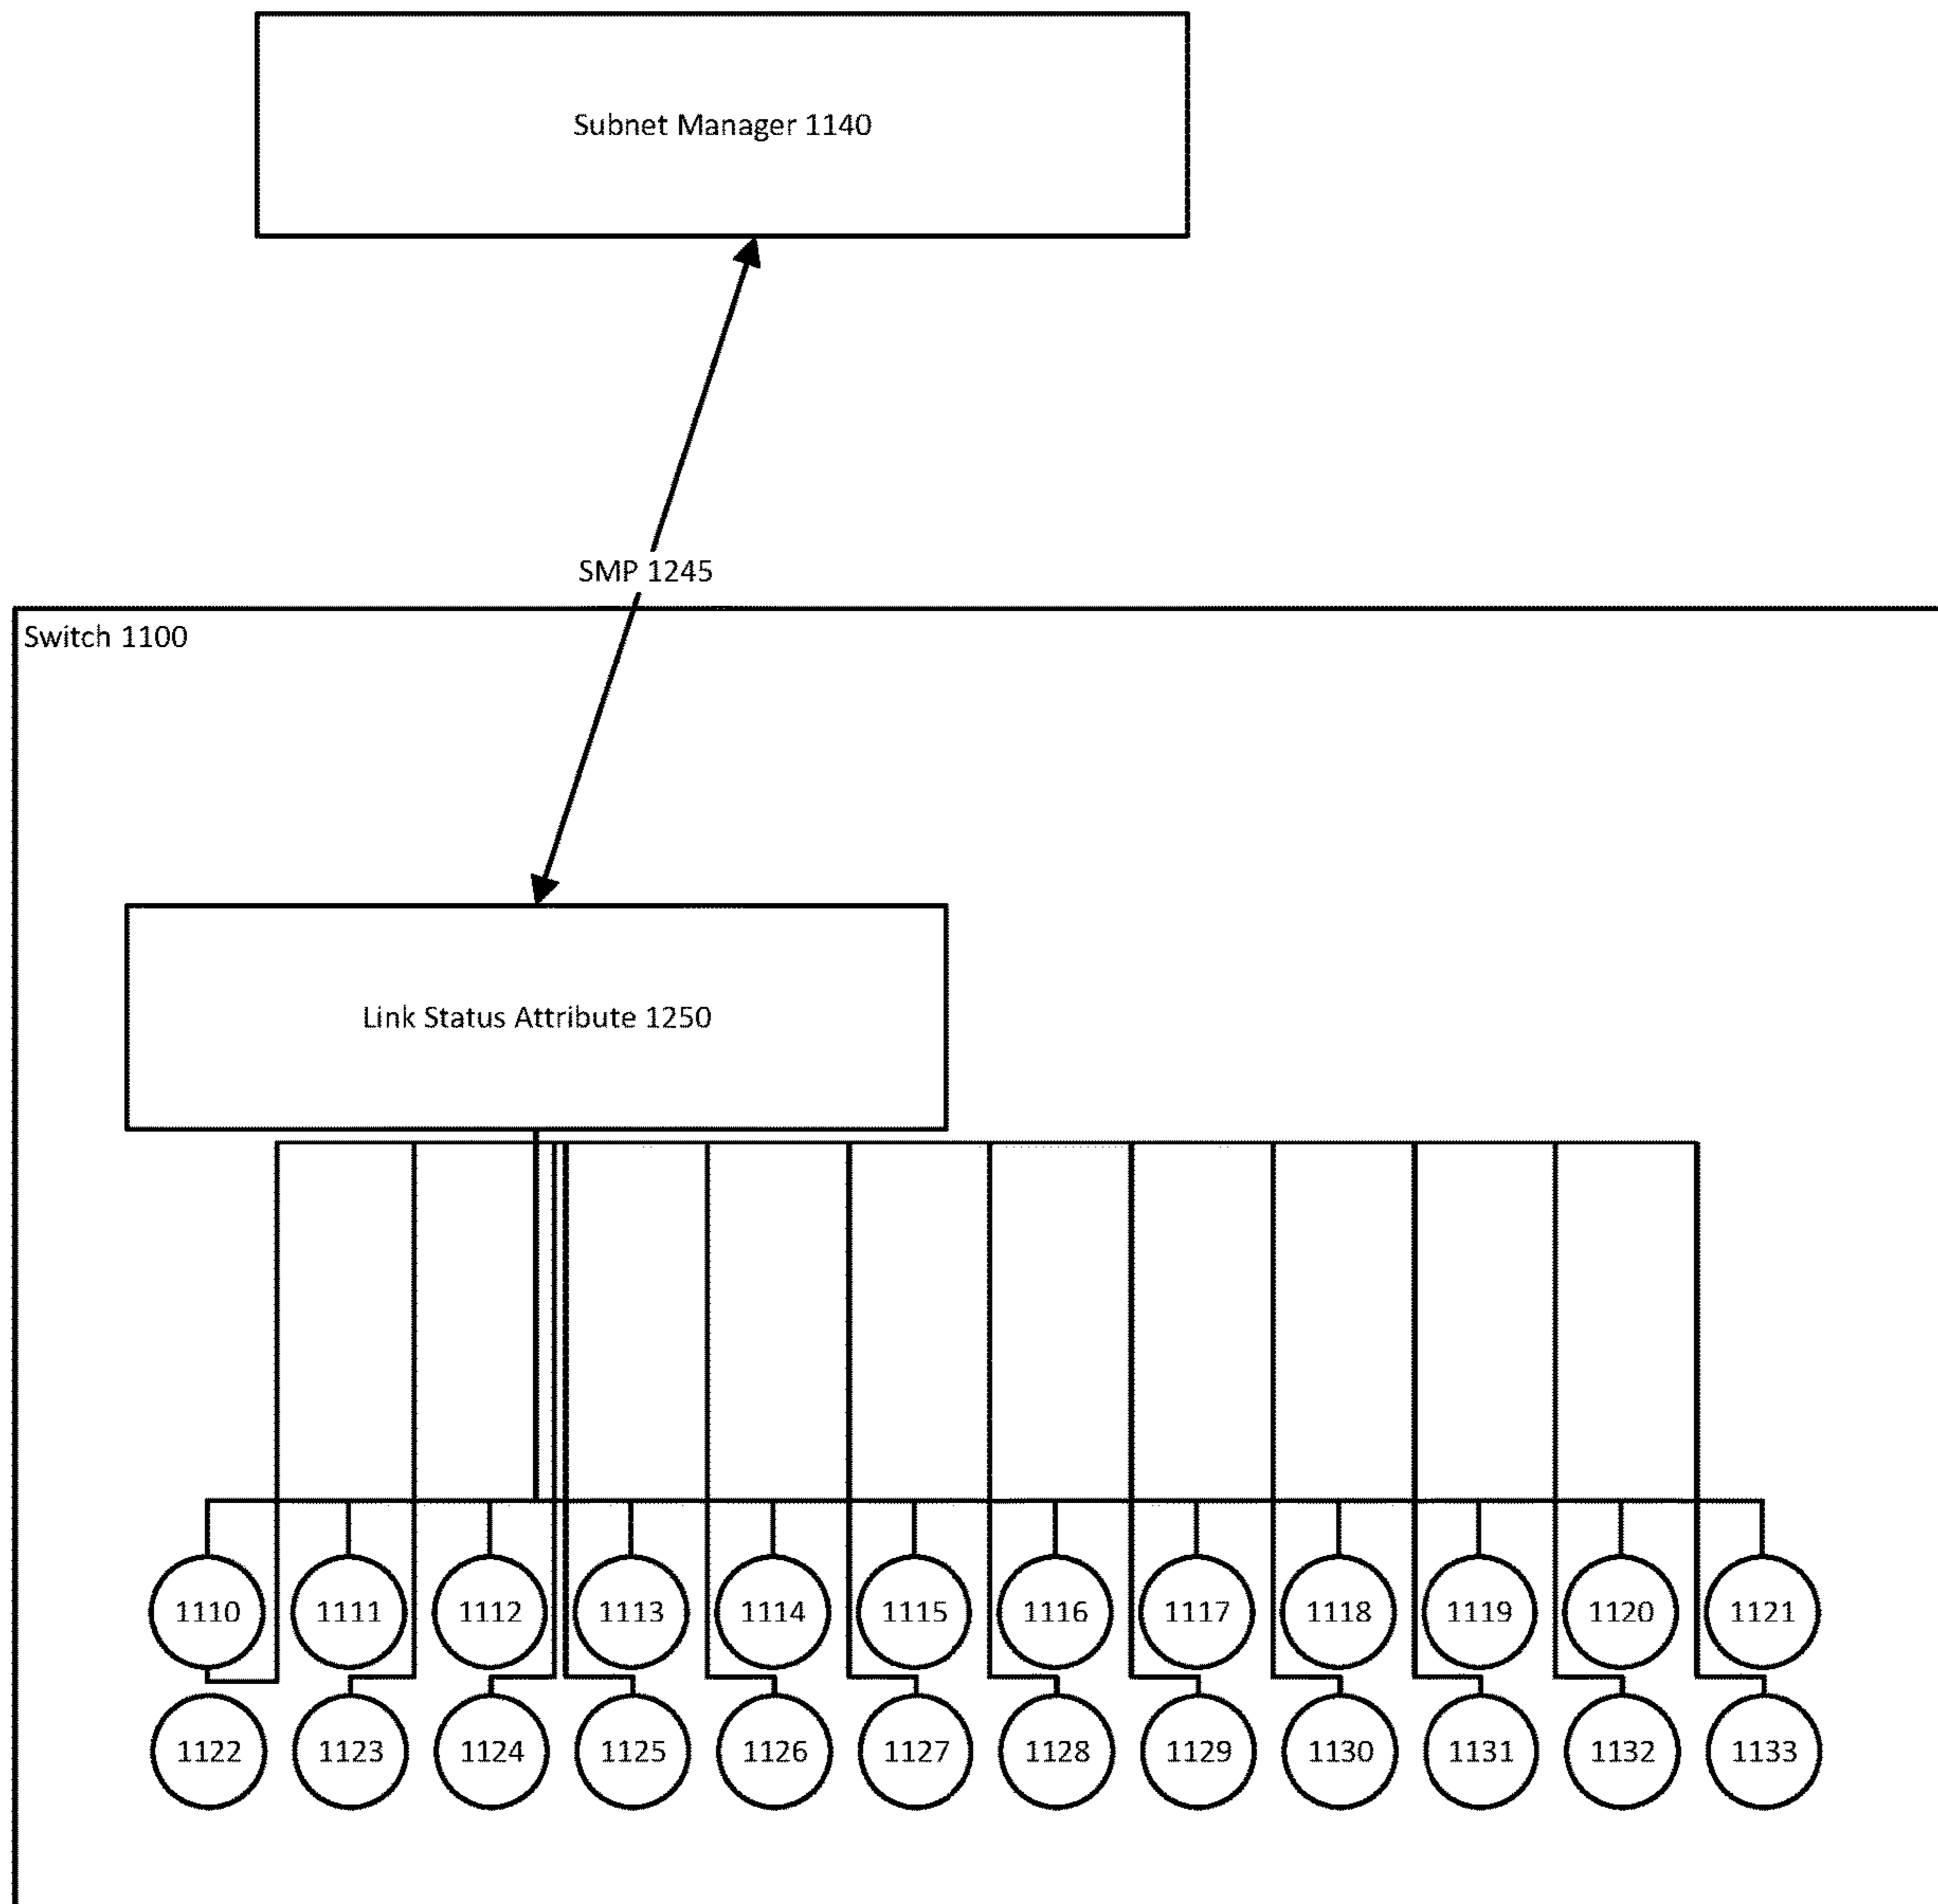 Subnet Manager 1140
SMP 1245
Switch 1100
Link Status Attribute 1250
1110 1111 1112 1113 1114 1115 1116 1117 1118 1119 1120 1121
1122 1123 1124 1125 1126 1127 1128 1129 1130 1131 1132 1133